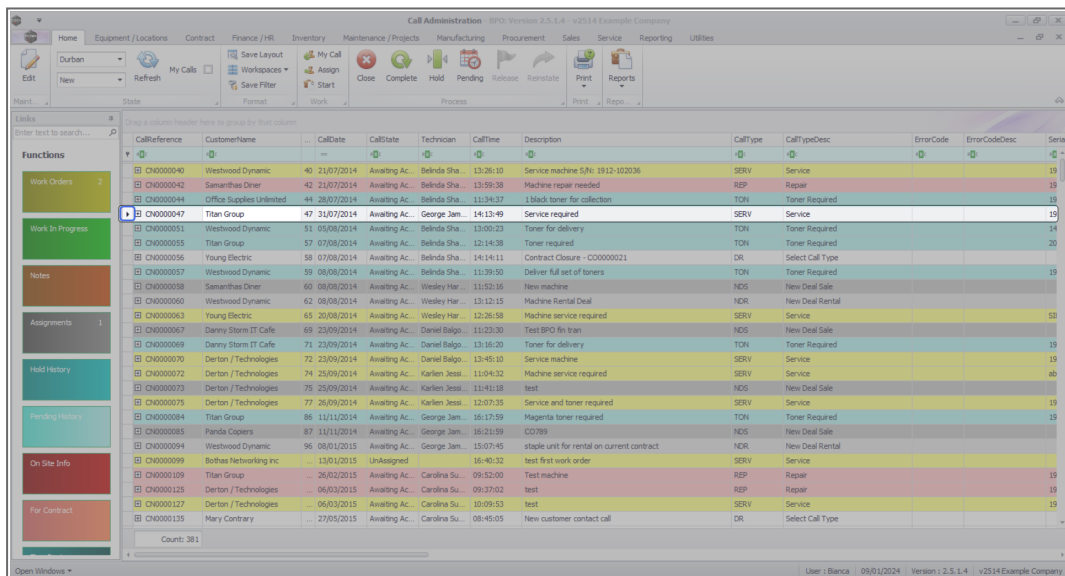 Call Administration - BPO: Version 2.5.1.4 - v2514 Example Company
Home Equipment / Locations Contract Finance / HR Inventory Maintenance / Projects Manufacturing Procurement Sales Service Reporting Utilities
Edit Durban New Refresh My Calls Save Layout Workspaces Save Filter My Call Assign Start Close Complete Hold Pending Release Reinstate Print Reports
Maint... State Format Work Process Print Repo...
Links
Enter text to search...
Functions
Work Orders 2
Work In Progress
Notes
Assignments 1
Hold History
Pending History
On Site Info
For Contract
Drag a column header here to group by that column
CallReference CustomerName ... CallDate CallState Technician CallTime Description CallType CallTypeDesc ErrorCode ErrorCodeDesc Seria
CN0000040 Westwood Dynamic 40 21/07/2014 Awaiting Ac... Belinda Sha... 13:26:10 Service machine S/N: 1912-102036 SERV Service 19
CN0000042 Samanthas Diner 42 21/07/2014 Awaiting Ac... Belinda Sha... 13:59:38 Machine repair needed REP Repair 19
CN0000044 Office Supplies Unlimited 44 28/07/2014 Awaiting Ac... Belinda Sha... 11:34:37 1 black toner for collection TON Toner Required 19
CN0000047 Titan Group 47 31/07/2014 Awaiting Ac... George Jam... 14:13:49 Service required SERV Service 19
CN0000051 Westwood Dynamic 51 05/08/2014 Awaiting Ac... Belinda Sha... 13:00:23 Toner for delivery TON Toner Required 14
CN0000055 Titan Group 57 07/08/2014 Awaiting Ac... Belinda Sha... 12:14:38 Toner required TON Toner Required 20
CN0000056 Young Electric 58 07/08/2014 Awaiting Ac... Belinda Sha... 14:14:11 Contract Closure - CO0000021 DR Select Call Type
CN0000057 Westwood Dynamic 59 08/08/2014 Awaiting Ac... Belinda Sha... 11:39:50 Deliver full set of toners TON Toner Required 19
CN0000058 Samanthas Diner 60 08/08/2014 Awaiting Ac... Wesley Har... 11:52:16 New machine NDS New Deal Sale
CN0000060 Westwood Dynamic 62 08/08/2014 Awaiting Ac... Wesley Har... 13:12:15 Machine Rental Deal NDR New Deal Rental
CN0000063 Young Electric 65 20/08/2014 Awaiting Ac... Wesley Har... 12:26:58 Machine service required SERV Service
CN0000067 Danny Storm IT Cafe 69 23/09/2014 Awaiting Ac... Daniel Balgo... 11:23:30 Test BPO fin tran NDS New Deal Sale
CN0000069 Danny Storm IT Cafe 71 23/09/2014 Awaiting Ac... Daniel Balgo... 13:16:20 Toner for delivery TON Toner Required 19
CN0000070 Derton / Technologies 72 23/09/2014 Awaiting Ac... Daniel Balgo... 13:45:10 Service machine SERV Service 19
CN0000072 Derton / Technologies 74 25/09/2014 Awaiting Ac... Karlien Jessi... 11:04:32 Machine service required SERV Service ab
CN0000073 Derton / Technologies 75 25/09/2014 Awaiting Ac... Karlien Jessi... 11:41:18 test NDS New Deal Sale
CN0000075 Derton / Technologies 77 26/09/2014 Awaiting Ac... Karlien Jessi... 12:07:35 Service and toner required SERV Service 19
CN0000084 Titan Group 86 11/11/2014 Awaiting Ac... George Jam... 16:17:59 Magenta toner required TON Toner Required 19
CN0000085 Panda Copiers 87 11/11/2014 Awaiting Ac... George Jam... 16:21:59 CO789 NDS New Deal Sale
CN0000094 Westwood Dynamic 96 08/01/2015 Awaiting Ac... George Jam... 15:07:45 staple unit for rental on current contract NDR New Deal Rental
CN0000099 Bothas Networking inc ... 13/01/2015 UnAssigned 16:40:32 test first work order SERV Service
CN0000109 Titan Group ... 26/02/2015 Awaiting Ac... Carolina Su... 09:52:00 Test machine REP Repair 19
CN0000125 Derton / Technologies ... 06/03/2015 Awaiting Ac... Carolina Su... 09:37:02 test REP Repair 19
CN0000127 Derton / Technologies ... 06/03/2015 Awaiting Ac... Carolina Su... 10:09:53 test SERV Service 19
CN0000135 Mary Contrary ... 27/05/2015 Awaiting Ac... Carolina Su... 08:45:05 New customer contact call DR Select Call Type
Count: 381
Open Windows User : Bianca 09/01/2024 Version : 2.5.1.4 v2514 Example Company